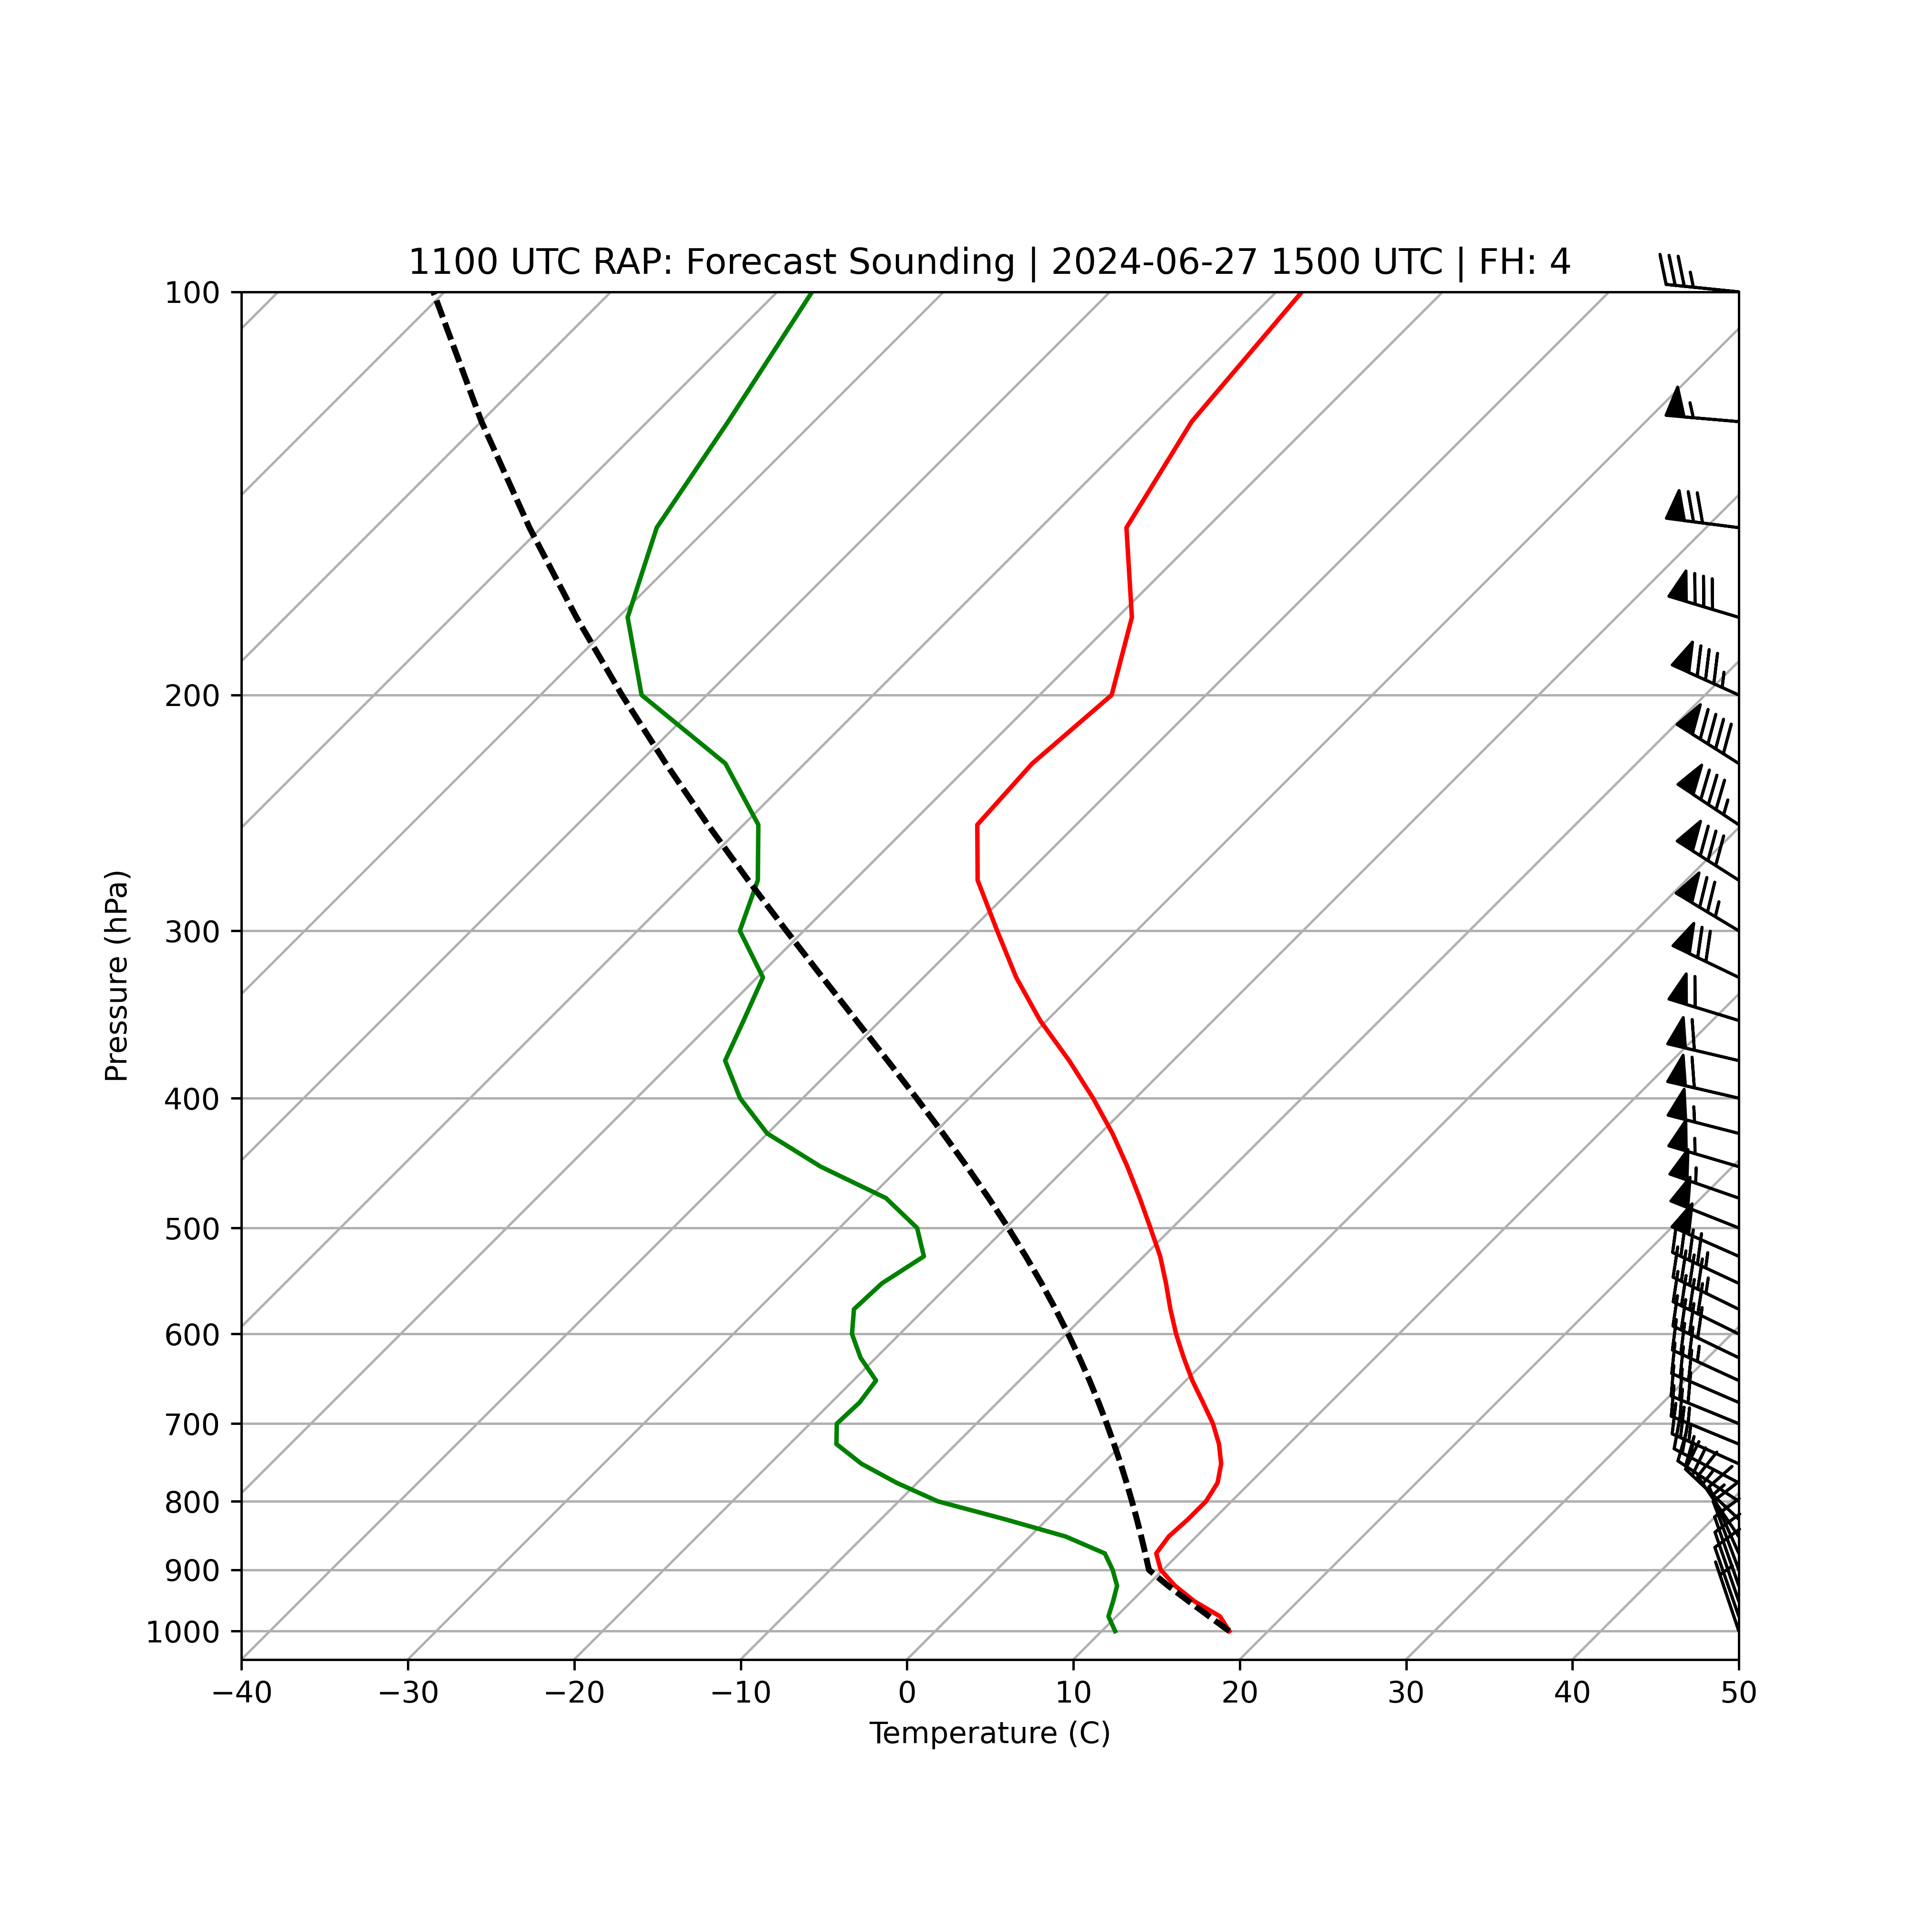 1100 UTC RAP: Forecast Sounding | 2024-06-27 1500 UTC | FH: 4
100
200
300
400
500
600
700
800
900
1000
Pressure (hPa)
−40 −30 −20 −10 0 10 20 30 40 50
Temperature (C)